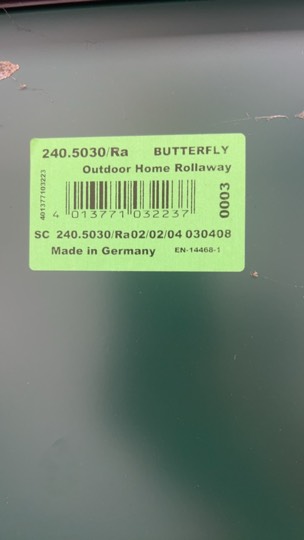 240.5030/Ra BUTTERFLY
Outdoor Home Rollaway
401377103223
4 013771 032237
0003
SC 240.5030/Ra02/02/04 030408
Made in Germany EN-14468-1